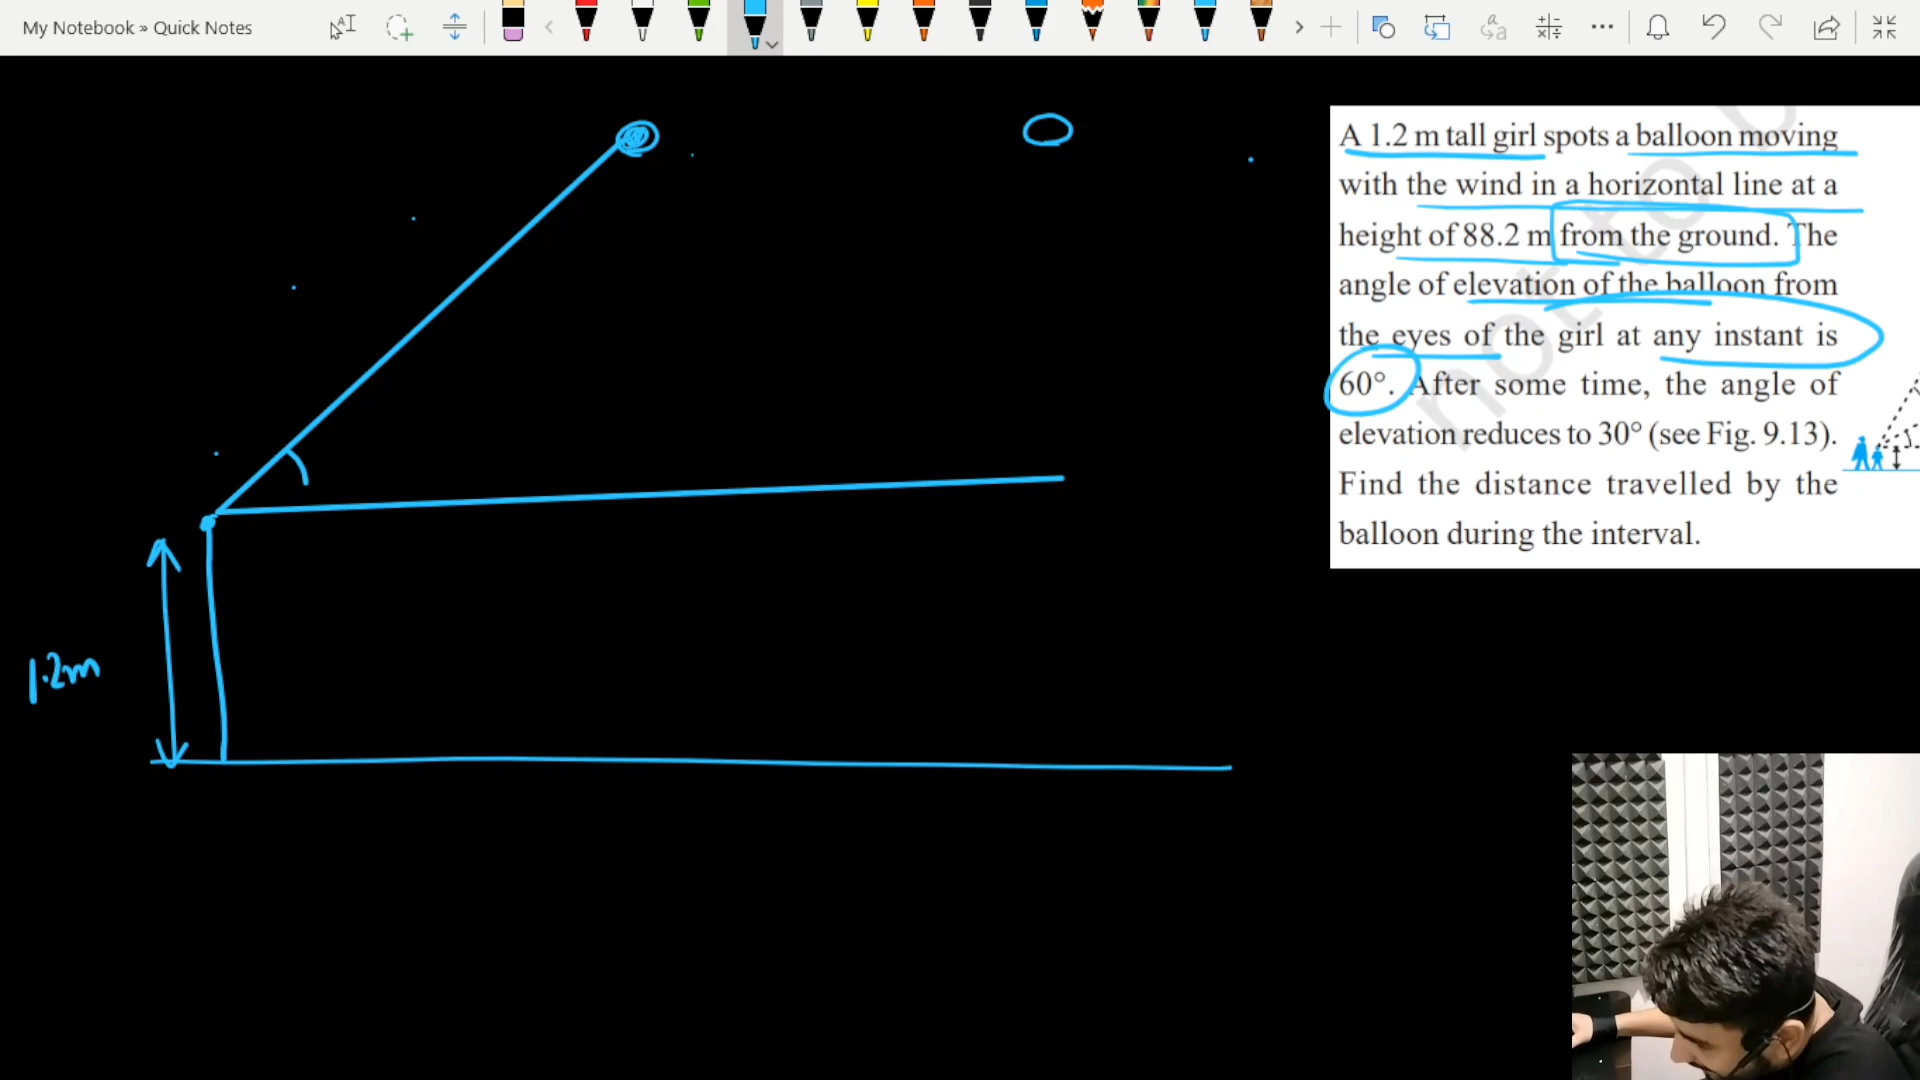 My Notebook » Quick Notes
A 1.2 m tall girl spots a balloon moving
with the wind in a horizontal line at a
height of 88.2 m from the ground. The
angle of elevation of the balloon from
the eyes of the girl at any instant is
60°. After some time, the angle of
elevation reduces to 30° (see Fig. 9.13).
Find the distance travelled by the
balloon during the interval.
1.2m